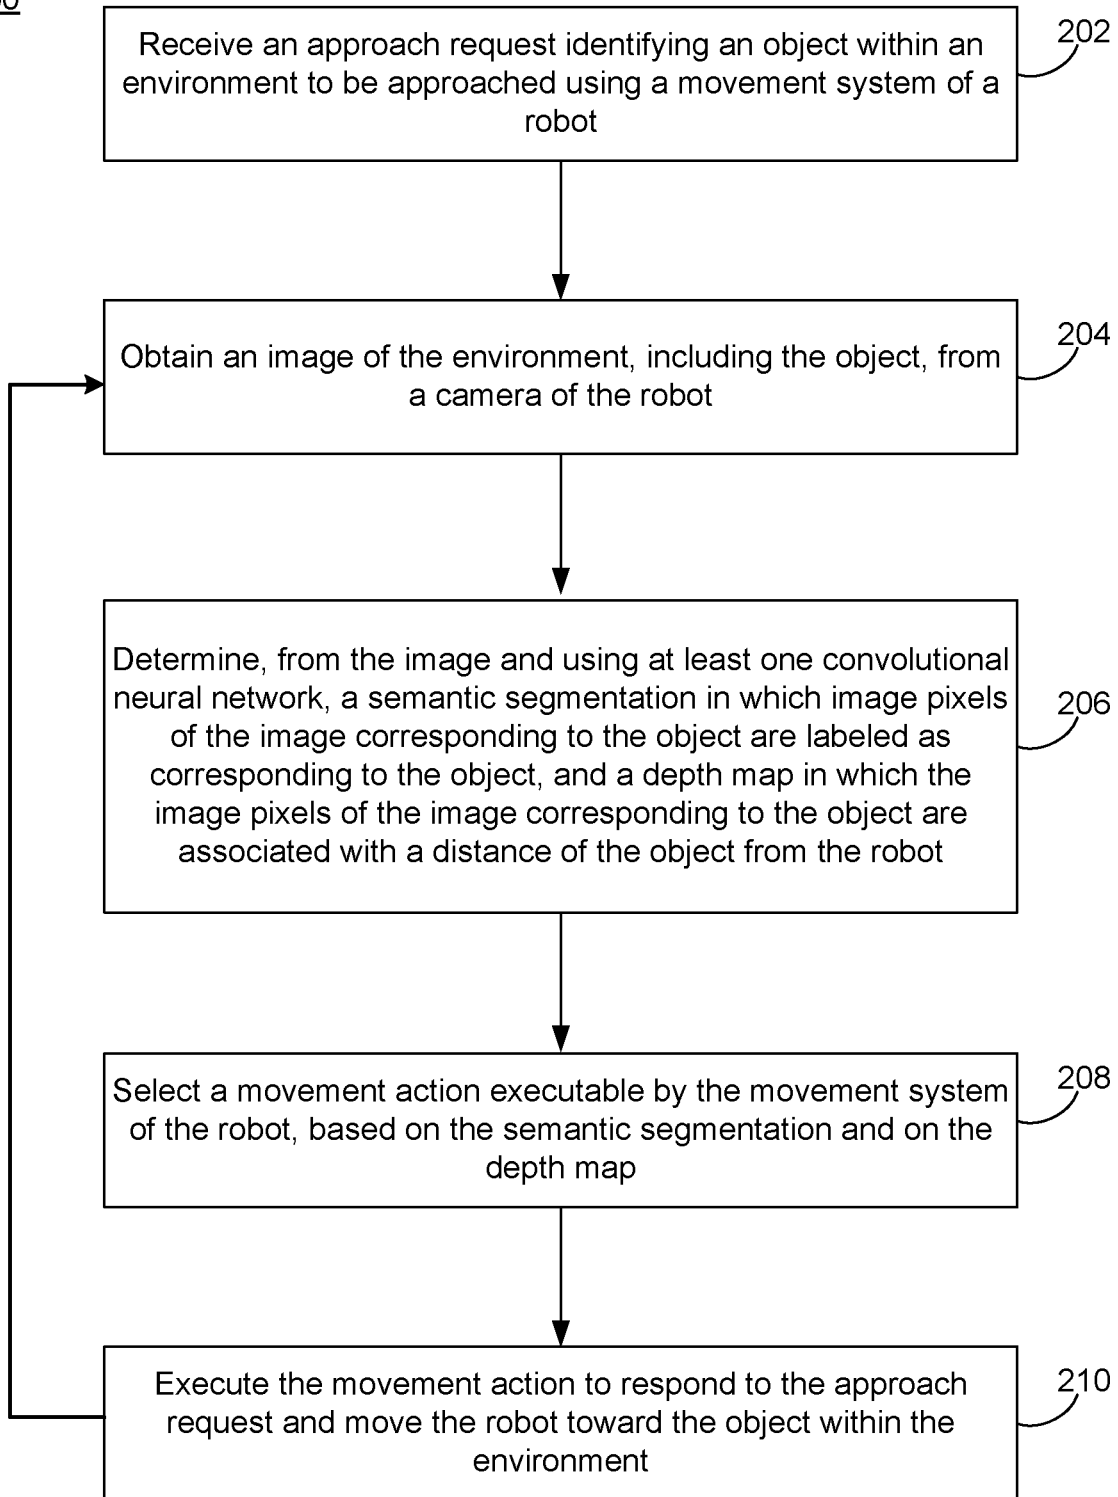 Receive an approach request identifying an object within an
environment to be approached using a movement system of a
robot
202
Obtain an image of the environment, including the object, from
a camera of the robot
204
Determine, from the image and using at least one convolutional
neural network, a semantic segmentation in which image pixels
of the image corresponding to the object are labeled as
corresponding to the object, and a depth map in which the
image pixels of the image corresponding to the object are
associated with a distance of the object from the robot
206
Select a movement action executable by the movement system
of the robot, based on the semantic segmentation and on the
depth map
208
Execute the movement action to respond to the approach
request and move the robot toward the object within the
environment
210